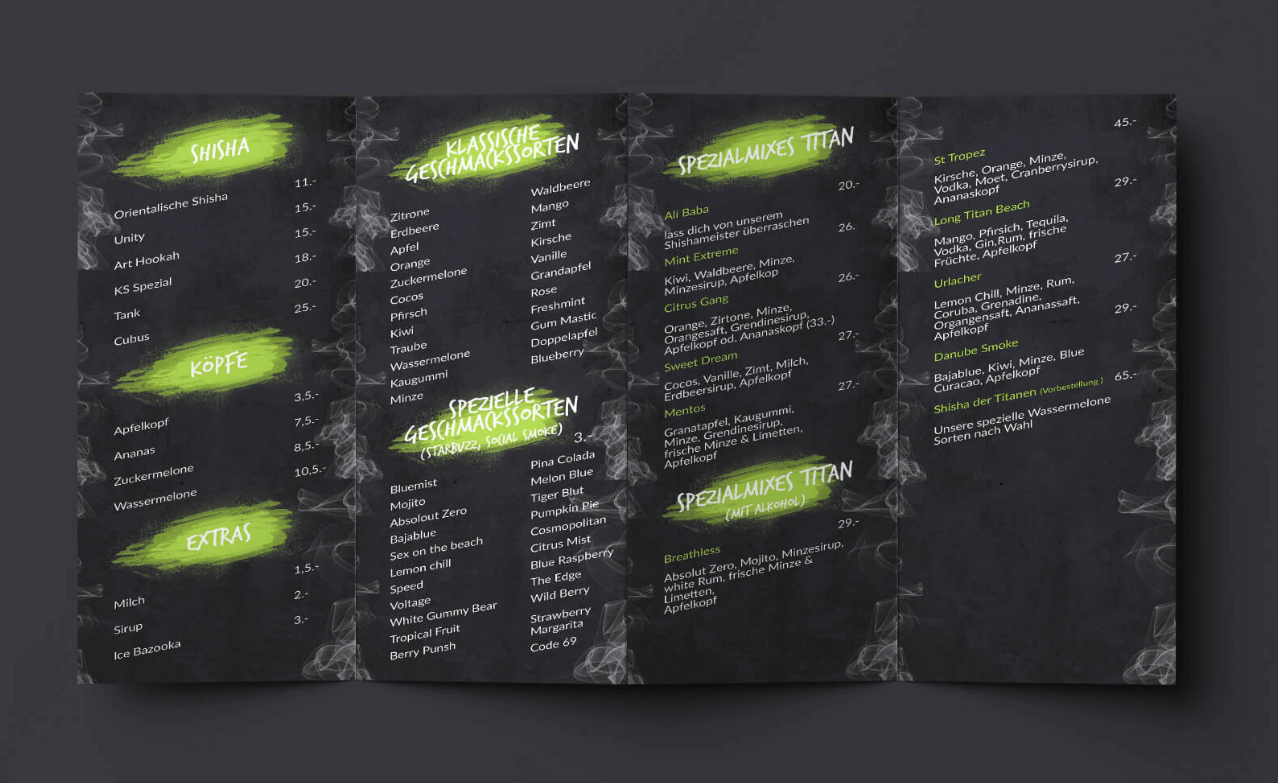 SHISHA
Orientalische Shisha 11.-
Unity 15.-
Art Hookah 15.-
KS Spezial 18.-
Tank 20.-
Cubus 25.-
KÖPFE
Apfelkopf 3,5.-
Ananas 7,5.-
Zuckermelone 8,5.-
Wassermelone 10,5.-
EXTRAS
Milch 1,5.-
Sirup 2.-
Ice Bazooka 3.-
KLASSISCHE
GESCHMACKSSORTEN
Zitrone
Erdbeere
Apfel
Orange
Zuckermelone
Cocos
Pfirsch
Kiwi
Traube
Wassermelone
Kaugummi
Minze
Waldbeere
Mango
Zimt
Kirsche
Vanille
Grandapfel
Rose
Freshmint
Gum Mastic
Doppelapfel
Blueberry
SPEZIELLE
GESCHMACKSSORTEN
(STARBUZZ, SOCIAL SMOKE) 3.-
Bluemist
Mojito
Absolout Zero
Bajablue
Sex on the beach
Lemon chill
Speed
Voltage
White Gummy Bear
Tropical Fruit
Berry Punsh
Pina Colada
Melon Blue
Tiger Blut
Pumpkin Pie
Cosmopolitan
Citrus Mist
Blue Raspberry
The Edge
Wild Berry
Strawberry
Margarita
Code 69
SPEZIALMIXES TITAN
Ali Baba 20.-
lass dich von unserem
Shishameister überraschen
Mint Extreme 26.
Kiwi, Waldbeere, Minze,
Minzesirup, Apfelkop
Citrus Gang 26.-
Orange, Zirtone, Minze,
Orangesaft, Grendinesirup,
Apfelkopf od. Ananaskopf (33.-)
Sweet Dream 27.-
Cocos, Vanille, Zimt, Milch,
Erdbeersirup, Apfelkopf
Mentos 27.-
Granatapfel, Kaugummi,
Minze, Grendinesirup,
frische Minze & Limetten,
Apfelkopf
SPEZIALMIXES TITAN
(MIT ALKOHOL)
Breathless 29.-
Absolut Zero, Mojito, Minzesirup,
white Rum, frische Minze &
Limetten,
Apfelkopf
St Tropez 45.-
Kirsche, Orange, Minze,
Vodka, Moet, Cranberrysirup,
Ananaskopf
Long Titan Beach 29.-
Mango, Pfirsich, Tequila,
Vodka, Gin,Rum, frische
Früchte, Apfelkopf
Urlacher 27.-
Lemon Chill, Minze, Rum,
Coruba, Grenadine,
Organgensaft, Ananassaft,
Apfelkopf
Danube Smoke 29.-
Bajablue, Kiwi, Minze, Blue
Curacao, Apfelkopf
Shisha der Titanen (Vorbestellung ) 65.-
Unsere spezielle Wassermelone
Sorten nach Wahl